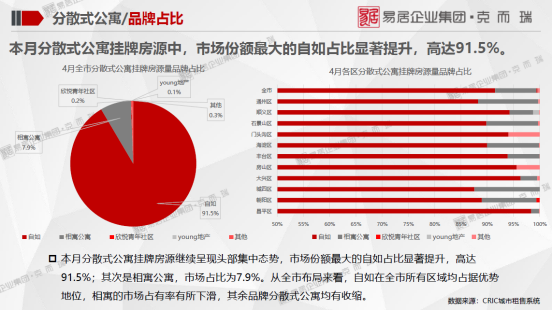 分散式公寓/品牌占比
易居企业集团·克而瑞
本月分散式公寓挂牌房源中，市场份额最大的自如占比显著提升，高达91.5%。
4月全市分散式公寓挂牌房源量品牌占比
young地产
0.1%
欣悦青年社区
0.2%
其他
0.3%
相寓公寓
7.9%
自如
91.5%
自如 相寓公寓 欣悦青年社区 young地产 其他
4月各区分散式公寓挂牌房源量品牌占比
全市
通州区
顺义区
石景山区
门头沟区
海淀区
丰台区
房山区
大兴区
西城区
朝阳区
昌平区
50% 55% 60% 65% 70% 75% 80% 85% 90% 95% 100%
自如 相寓公寓 欣悦青年社区 young地产 其他
本月分散式公寓挂牌房源继续呈现头部集中态势，市场份额最大的自如占比显著提升，高达
91.5%；其次是相寓公寓，市场占比为7.9%。从全市布局来看，自如在全市所有区域均占据优势
地位，相寓的市场占有率有所下滑，其余品牌分散式公寓均有收缩。
数据来源：CRIC城市租售系统